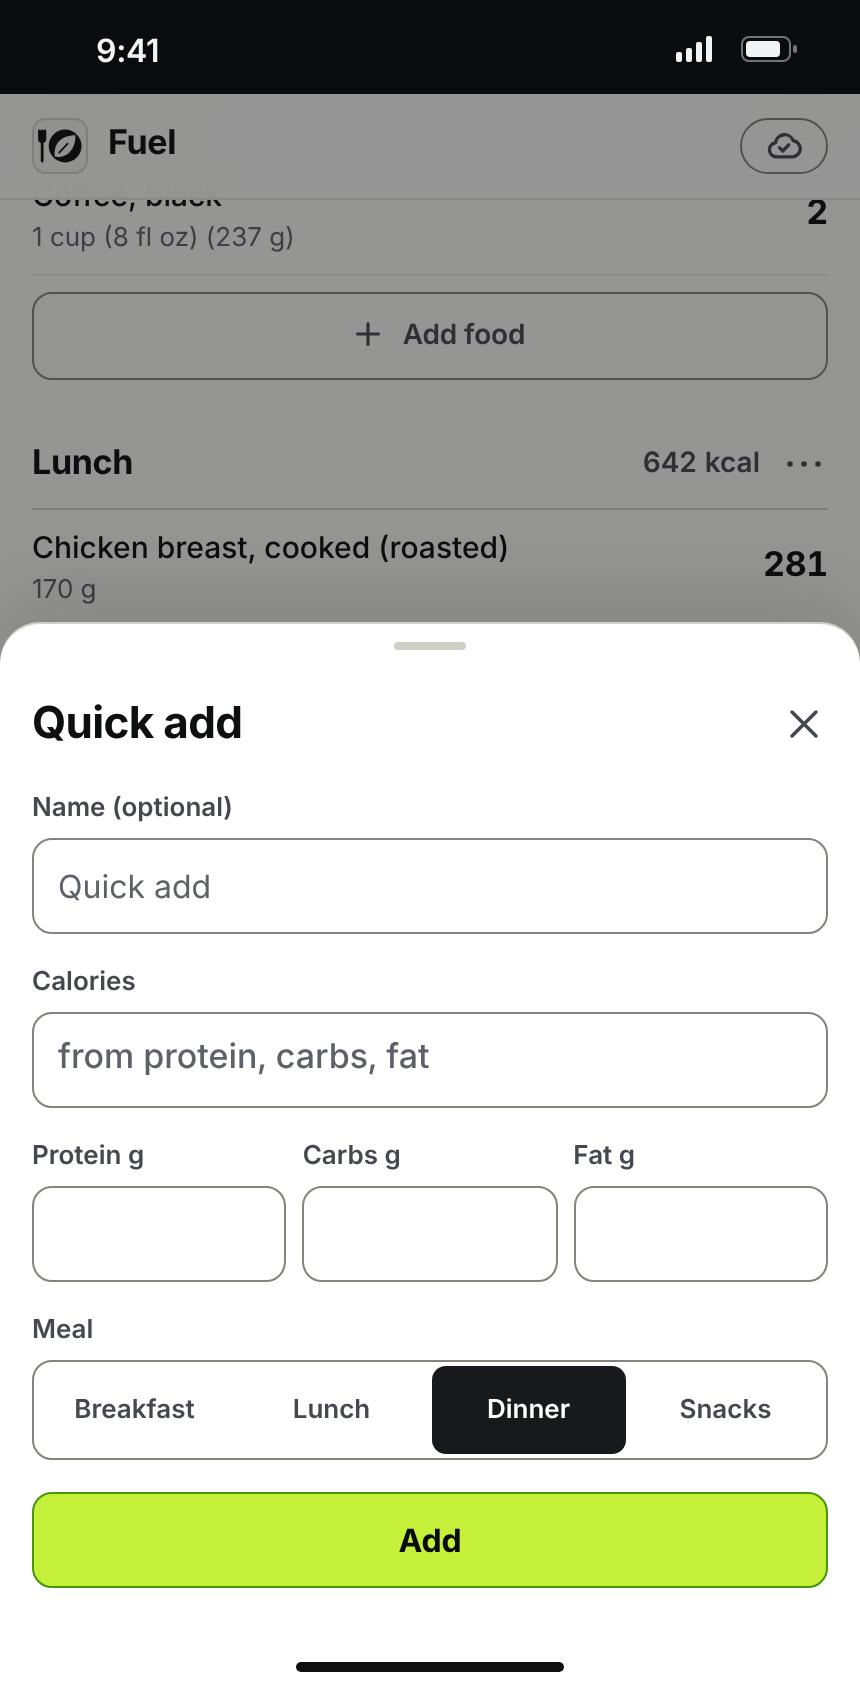 9:41
Fuel
Coffee, black
2
1 cup (8 fl oz) (237 g)
Add food
Lunch
642 kcal
Chicken breast, cooked (roasted)
281
170 g
Quick add
Name (optional)
Quick add
Calories
from protein, carbs, fat
Protein g
Carbs g
Fat g
Meal
Breakfast
Lunch
Dinner
Snacks
Add